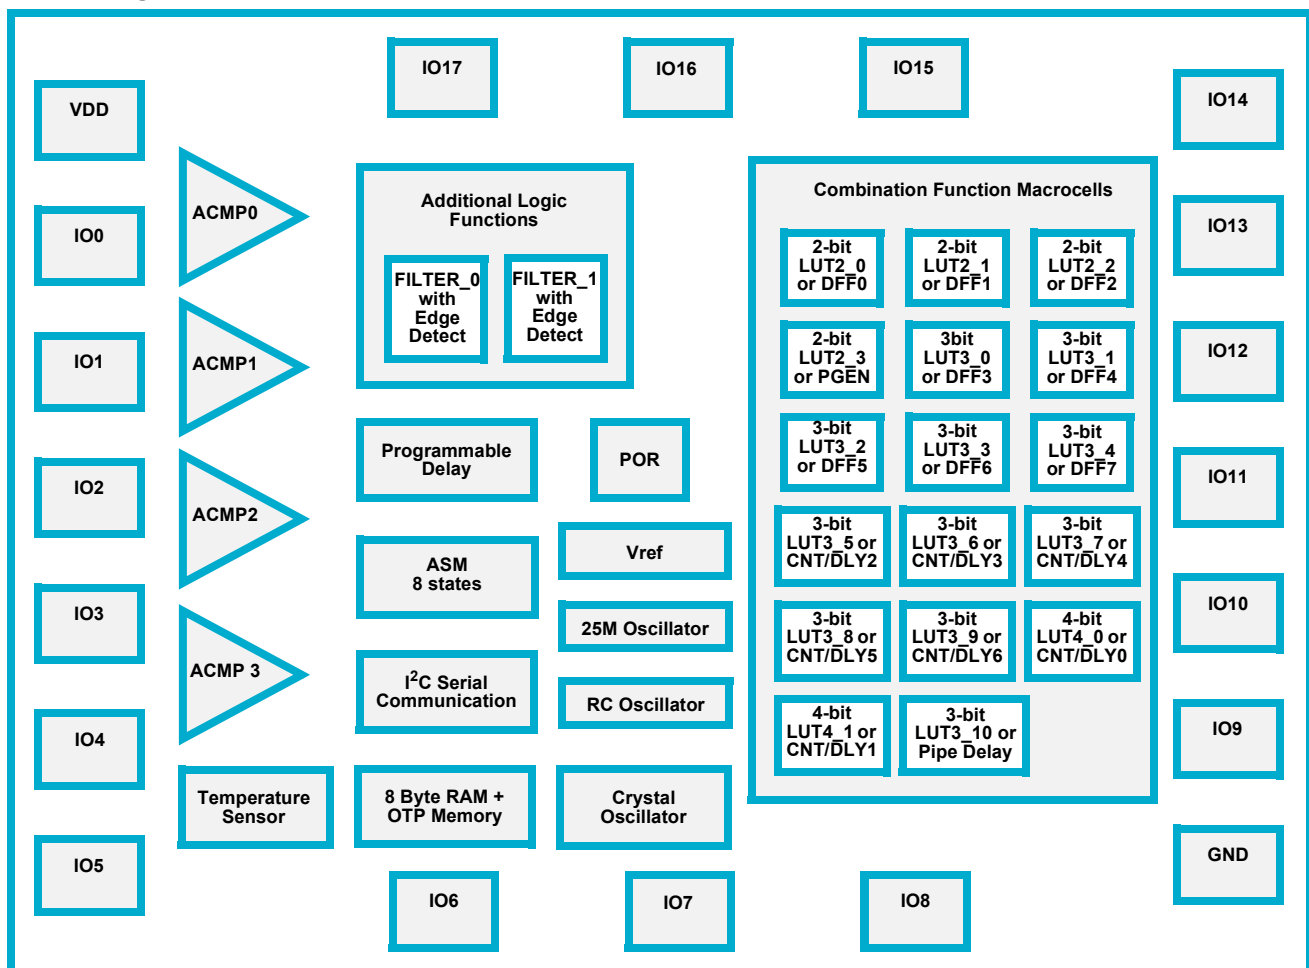 IO17
IO16
IO15
VDD
IO14
ACMP0
IO0
IO13
Additional Logic
Functions
FILTER_0
with
Edge
Detect
FILTER_1
with
Edge
Detect
Combination Function Macrocells
2-bit
LUT2_0
or DFF0
2-bit
LUT2_1
or DFF1
2-bit
LUT2_2
or DFF2
2-bit
LUT2_3
or PGEN
3bit
LUT3_0
or DFF3
3-bit
LUT3_1
or DFF4
3-bit
LUT3_2
or DFF5
3-bit
LUT3_3
or DFF6
3-bit
LUT3_4
or DFF7
3-bit
LUT3_5 or
CNT/DLY2
3-bit
LUT3_6 or
CNT/DLY3
3-bit
LUT3_7 or
CNT/DLY4
3-bit
LUT3_8 or
CNT/DLY5
3-bit
LUT3_9 or
CNT/DLY6
4-bit
LUT4_0 or
CNT/DLY0
4-bit
LUT4_1 or
CNT/DLY1
3-bit
LUT3_10 or
Pipe Delay
IO1
ACMP1
IO12
Programmable
Delay
POR
IO2
ACMP2
IO11
ASM
8 states
Vref
IO3
25M Oscillator
IO10
ACMP 3
I²C Serial
Communication
RC Oscillator
IO4
IO9
Temperature
Sensor
8 Byte RAM +
OTP Memory
Crystal
Oscillator
IO5
GND
IO6
IO7
IO8